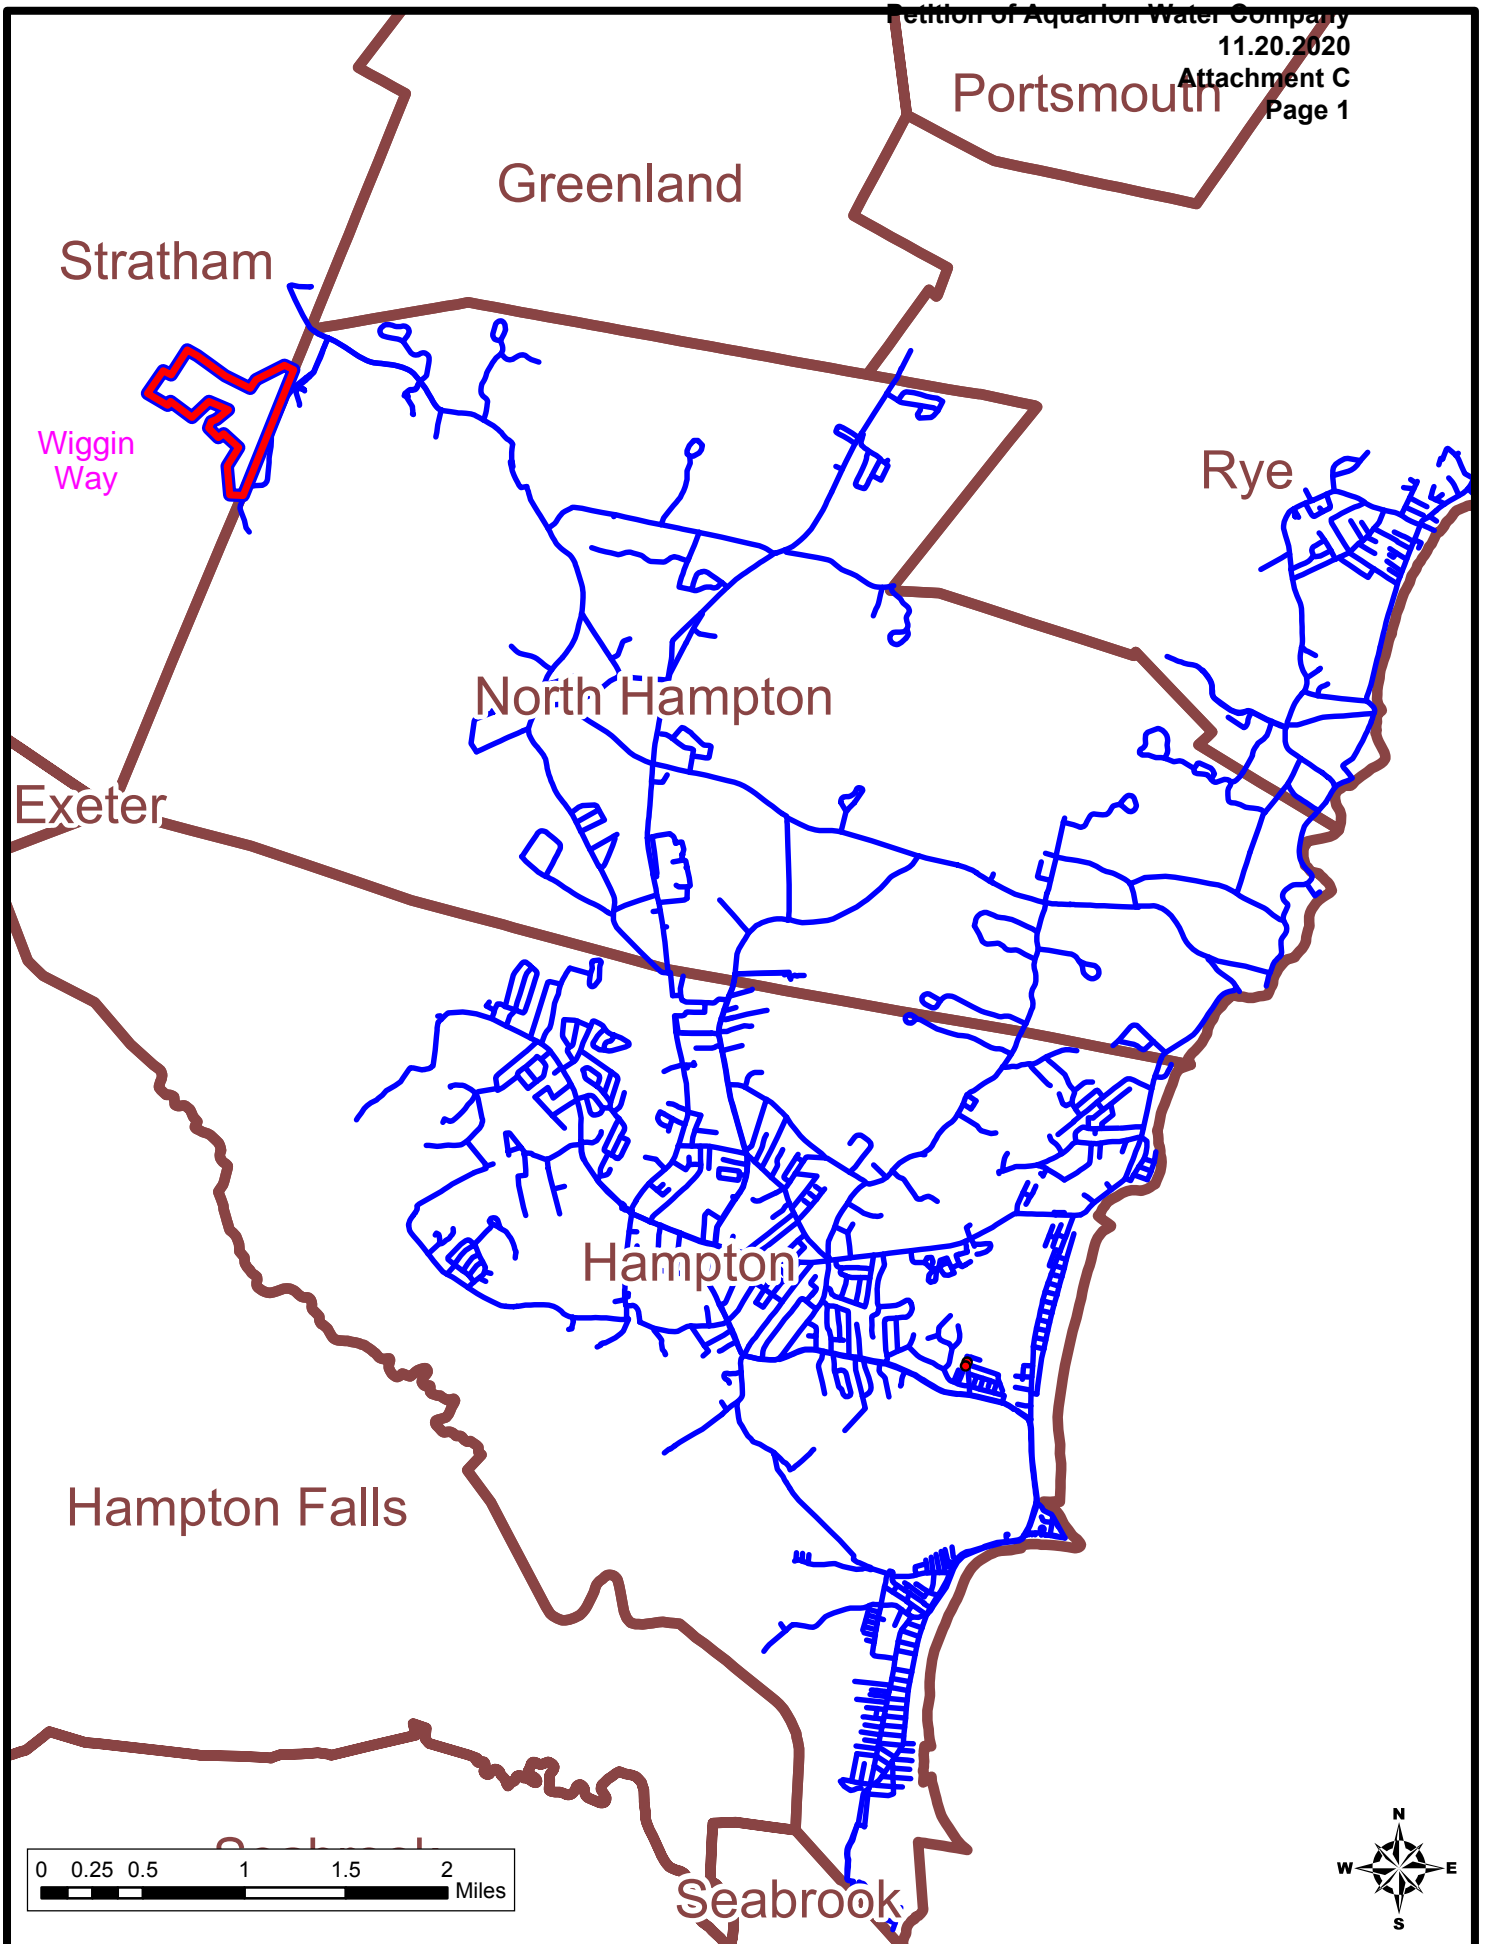 Petition of Aquarion Water Company
11.20.2020
Attachment C
Page 1
Portsmouth
Greenland
Stratham
Wiggin
Way
Rye
North Hampton
Exeter
Hampton
Hampton Falls
Seabrook
0 0.25 0.5 1 1.5 2
Miles
Seabrook
N
W E
S